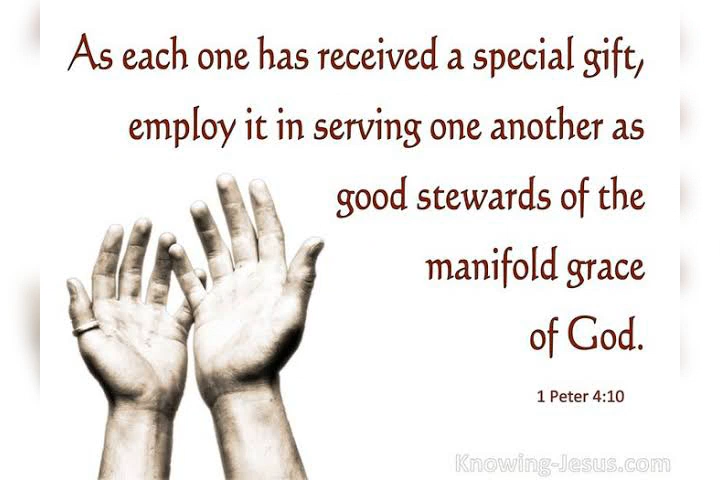 As each one has received a special gift,
employ it in serving one another as
good stewards of the
manifold grace
of God.
1 Peter 4:10
Knowing-Jesus.com